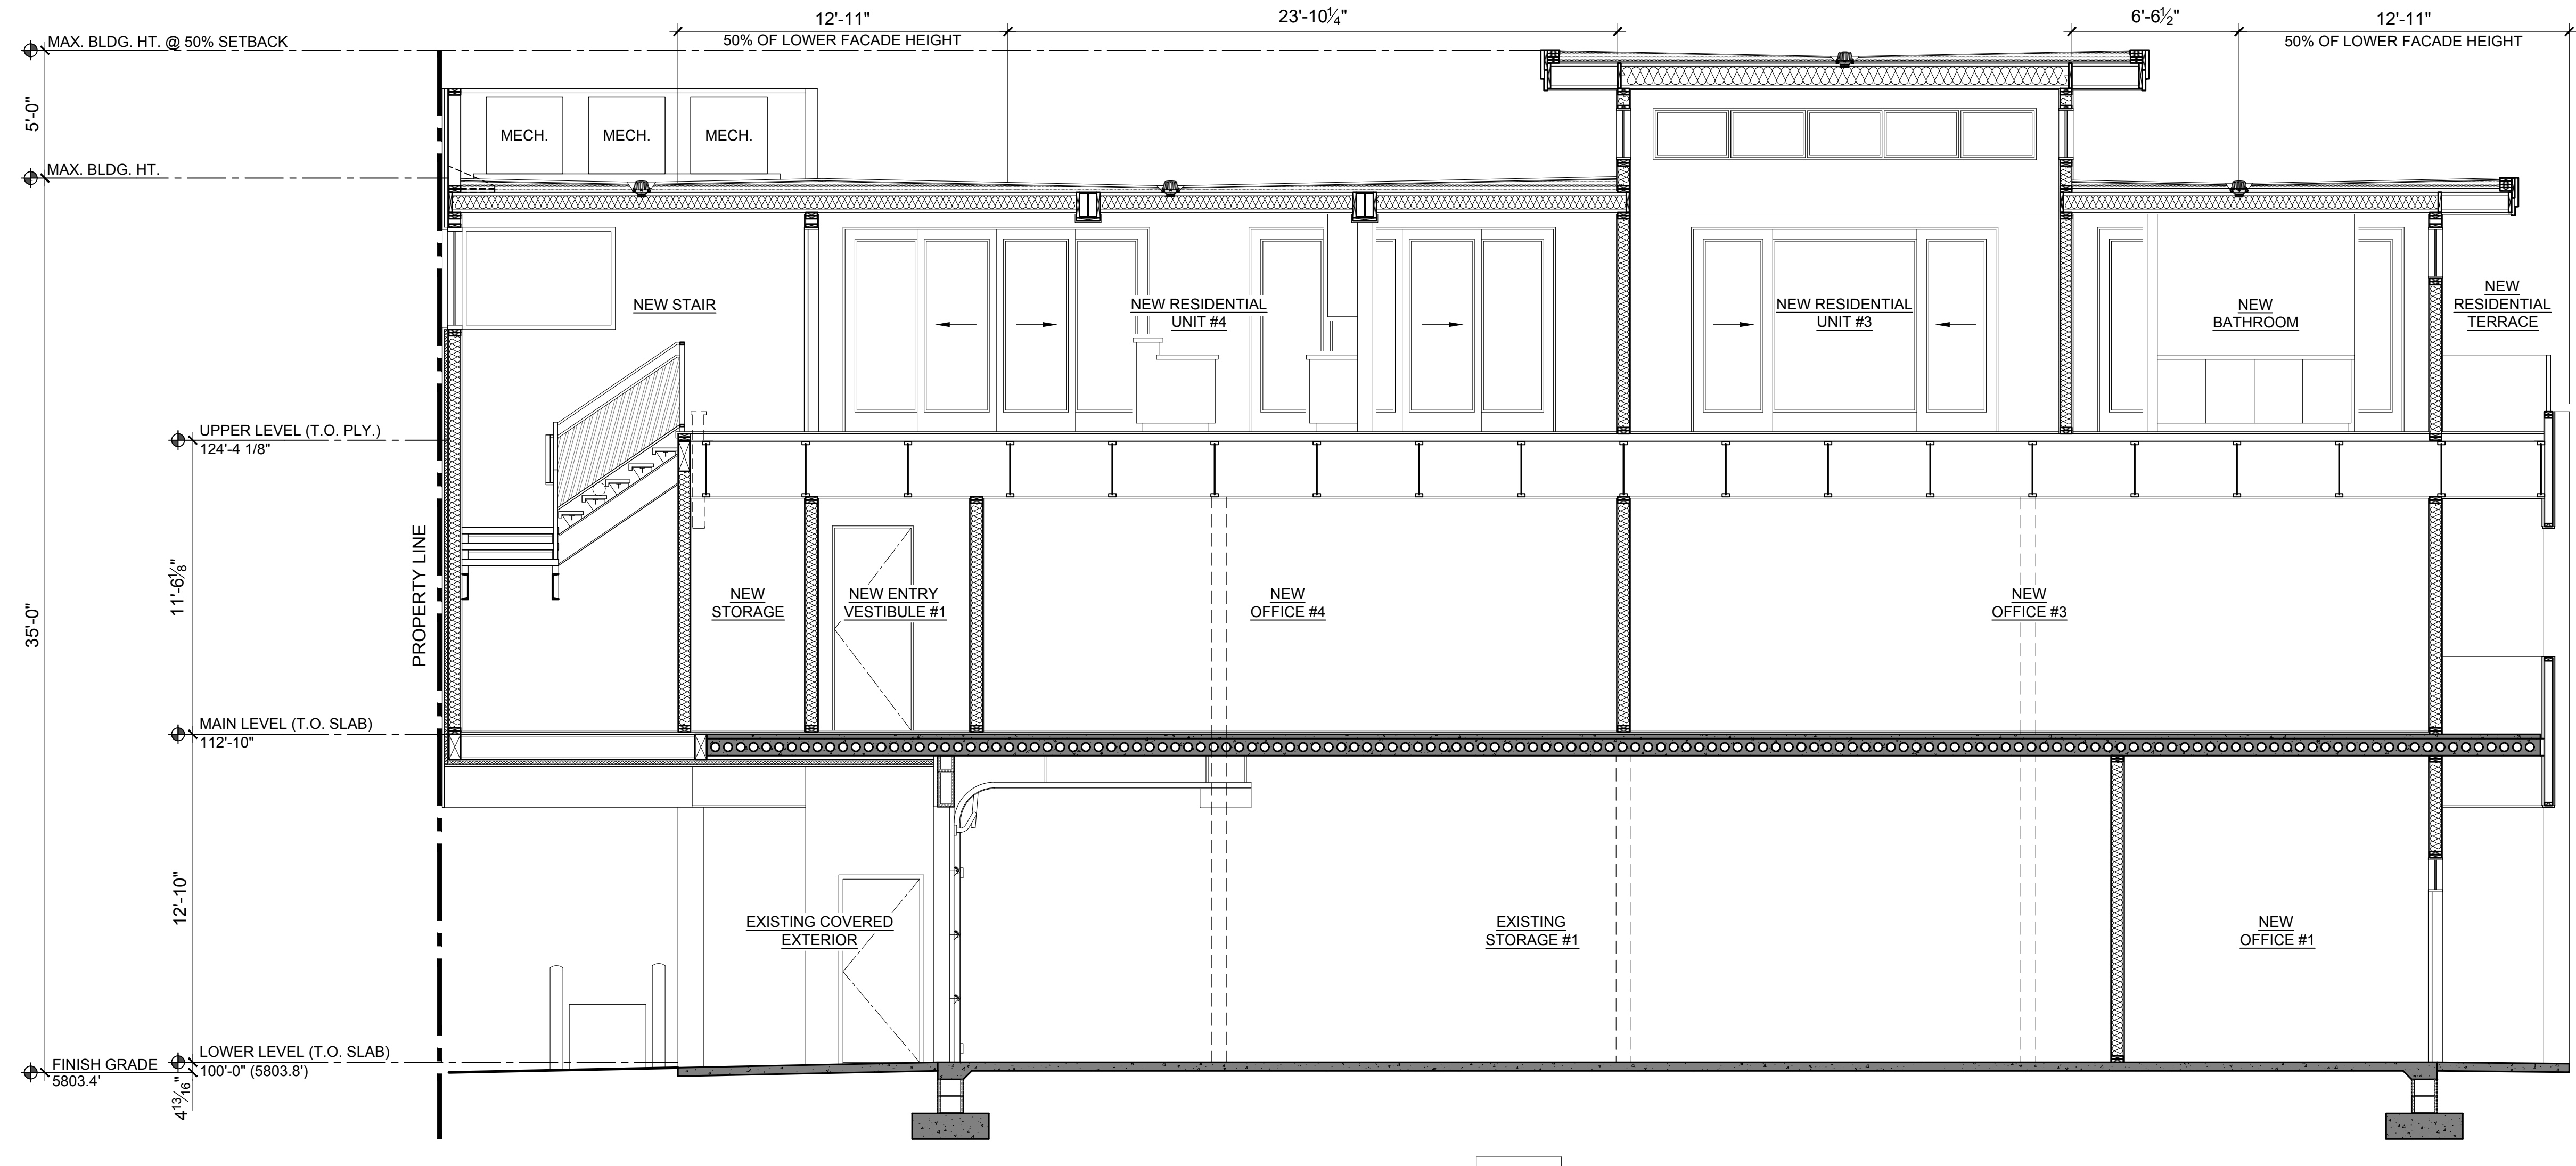 12'-11"
23'-10¼"
6'-6½"
12'-11"
MAX. BLDG. HT. @ 50% SETBACK
50% OF LOWER FACADE HEIGHT
50% OF LOWER FACADE HEIGHT
5'-0"
MECH.
MECH.
MECH.
MAX. BLDG. HT.
NEW STAIR
NEW RESIDENTIAL
UNIT #4
NEW RESIDENTIAL
UNIT #3
NEW
BATHROOM
NEW
RESIDENTIAL
TERRACE
UPPER LEVEL (T.O. PLY.)
124'-4 1/8"
PROPERTY LINE
11'-6⅛"
35'-0"
NEW
STORAGE
NEW ENTRY
VESTIBULE #1
NEW
OFFICE #4
NEW
OFFICE #3
MAIN LEVEL (T.O. SLAB)
112'-10"
12'-10"
EXISTING COVERED
EXTERIOR
EXISTING
STORAGE #1
NEW
OFFICE #1
LOWER LEVEL (T.O. SLAB)
100'-0" (5803.8')
FINISH GRADE
5803.4'
4 13/16"